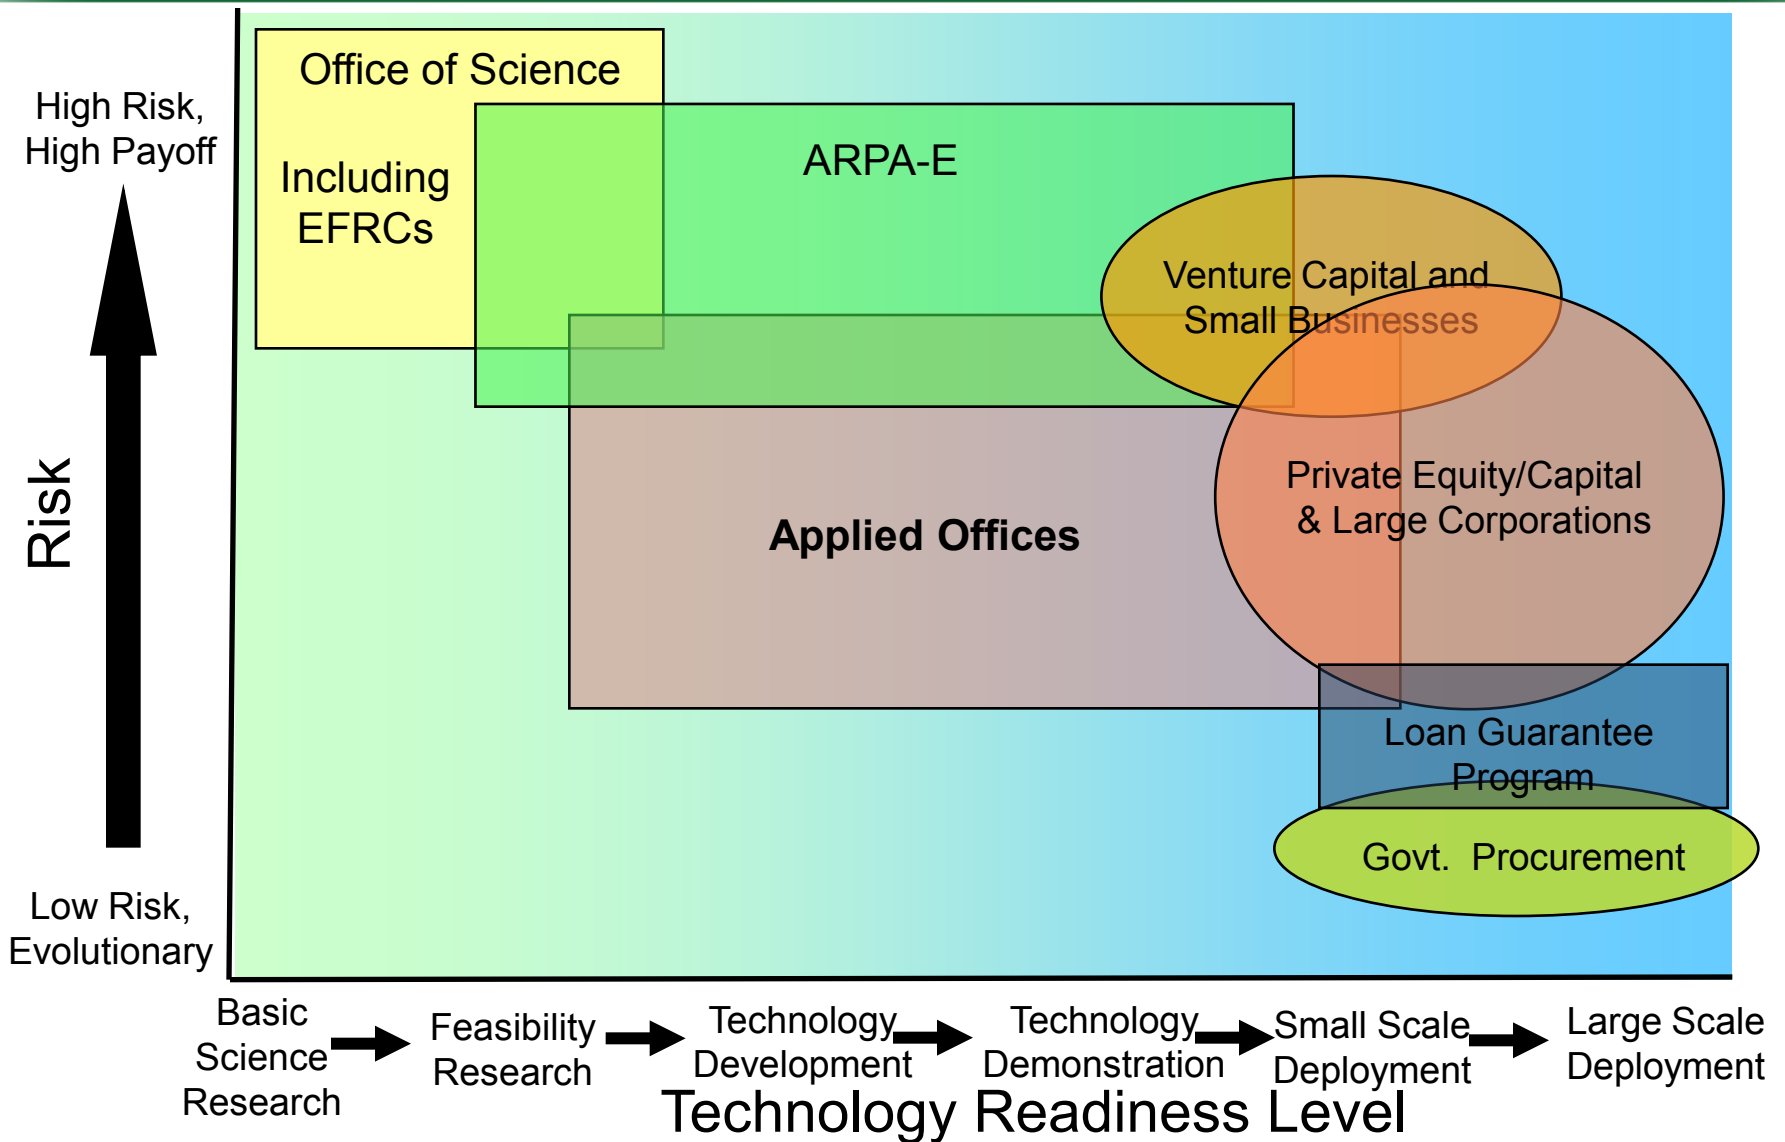 Office of Science
Including
EFRCs
ARPA-E
Venture Capital and
Small Businesses
Private Equity/Capital
& Large Corporations
Applied Offices
Loan Guarantee
Program
Govt. Procurement
High Risk,
High Payoff
Risk
Low Risk,
Evolutionary
Basic
Science
Research
Feasibility
Research
Technology
Development
Technology
Demonstration
Small Scale
Deployment
Large Scale
Deployment
Technology Readiness Level